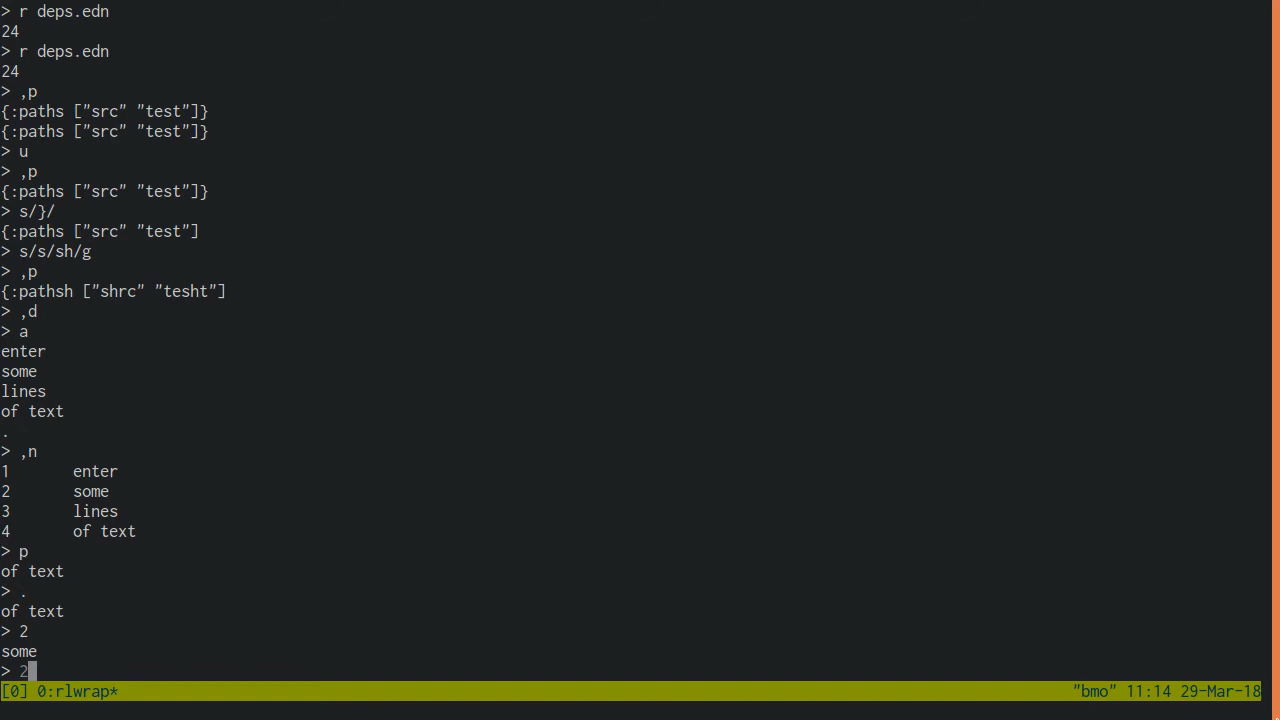 > r deps.edn
24
> r deps.edn
24
> ,p
{:paths ["src" "test"]}
{:paths ["src" "test"]}
> u
> ,p
{:paths ["src" "test"]}
> s/}/
{:paths ["src" "test"]
> s/s/sh/g
> ,p
{:pathsh ["shrc" "tesht"]
> ,d
> a
enter
some
lines
of text
.
> ,n
1       enter
2       some
3       lines
4       of text
> p
of text
> .
of text
> 2
some
> 2
[0] 0:rlwrap* "bmo" 11:14 29-Mar-18